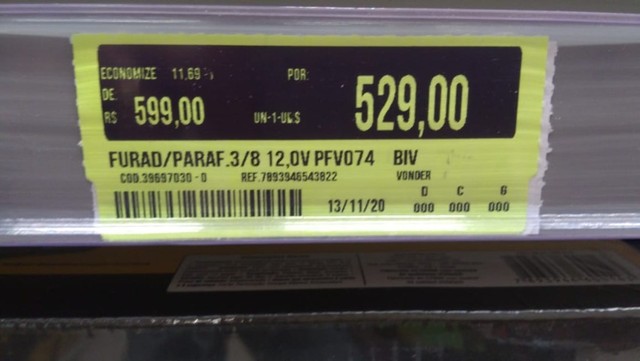 ECONOMIZE 11,69 %
POR:
DE
R$ 599,00
UN-1-UN$
529,00
FURAD/PARAF.3/8 12,0V PFV074 BIV
COD.39697030-0 REF.7893946543822 VONDER
D C G
13/11/20 000 000 000